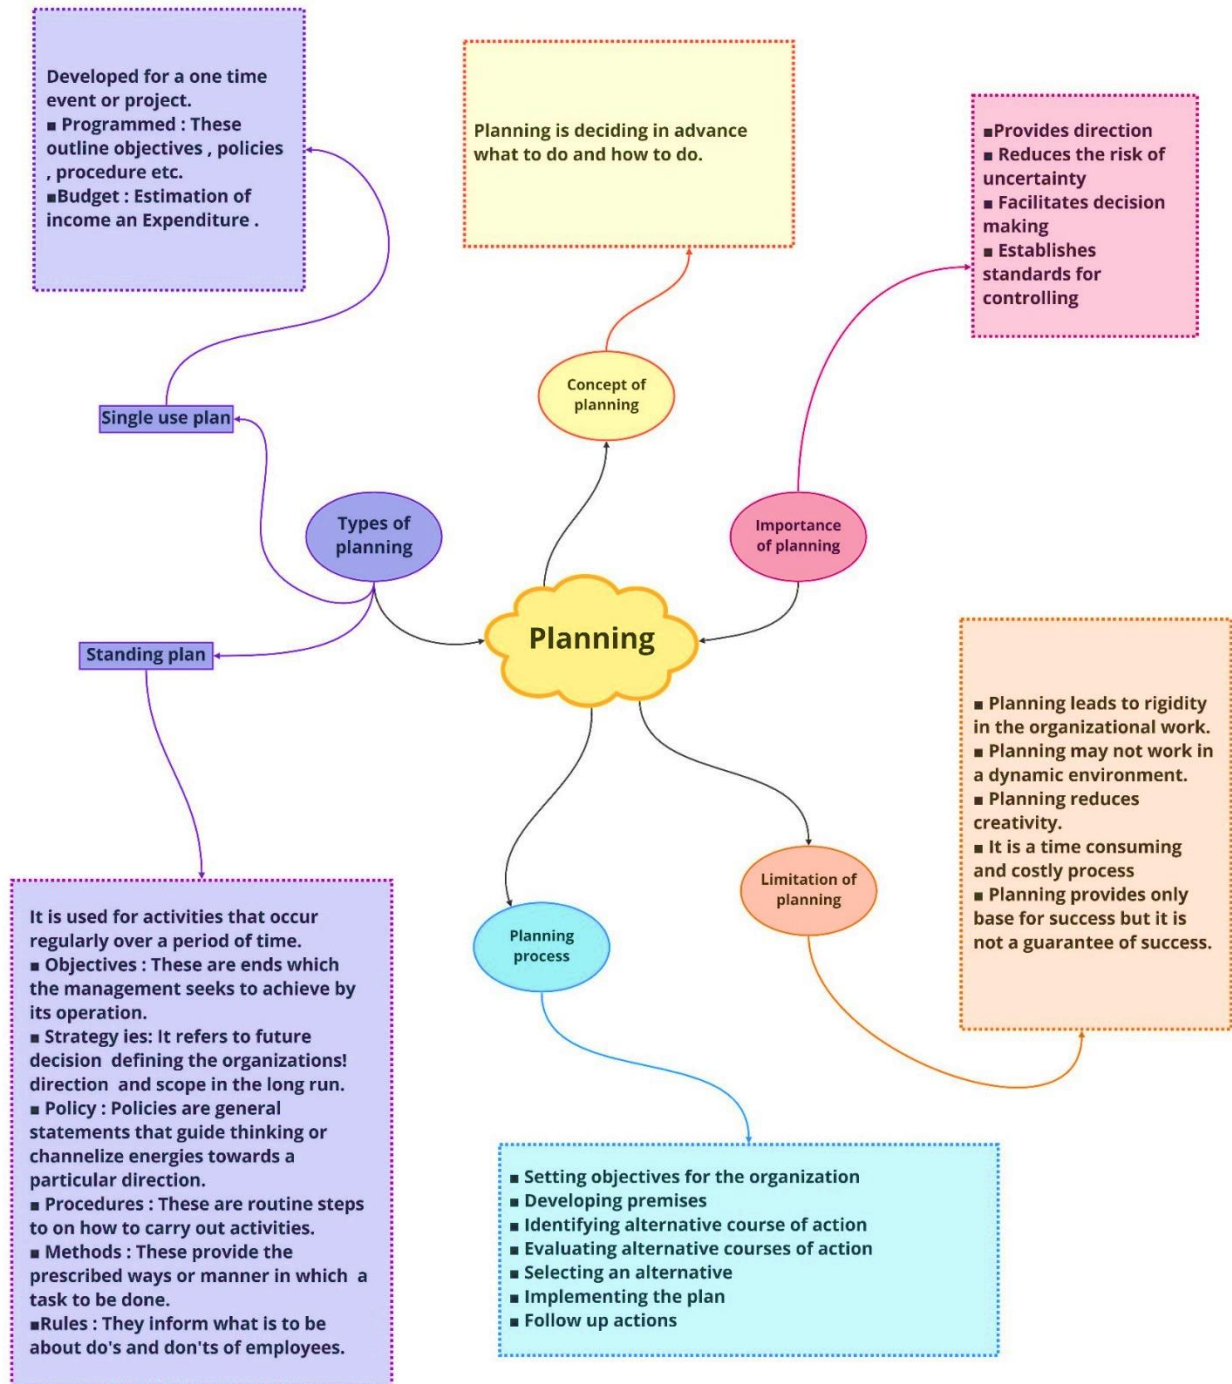 Developed for a one time
event or project.
■ Programmed : These
outline objectives , policies
, procedure etc.
■Budget : Estimation of
income an Expenditure .
Planning is deciding in advance
what to do and how to do.
■Provides direction
■ Reduces the risk of
uncertainty
■ Facilitates decision
making
■ Establishes
standards for
controlling
Concept of
planning
Single use plan
Types of
planning
Importance
of planning
Planning
Standing plan
■ Planning leads to rigidity
in the organizational work.
■ Planning may not work in
a dynamic environment.
■ Planning reduces
creativity.
■ It is a time consuming
and costly process
■ Planning provides only
base for success but it is
not a guarantee of success.
Limitation of
planning
Planning
process
It is used for activities that occur
regularly over a period of time.
■ Objectives : These are ends which
the management seeks to achieve by
its operation.
■ Strategy ies: It refers to future
decision  defining the organizations!
direction  and scope in the long run.
■ Policy : Policies are general
statements that guide thinking or
channelize energies towards a
particular direction.
■ Procedures : These are routine steps
to on how to carry out activities.
■ Methods : These provide the
prescribed ways or manner in which  a
task to be done.
■Rules : They inform what is to be
about do's and don'ts of employees.
■ Setting objectives for the organization
■ Developing premises
■ Identifying alternative course of action
■ Evaluating alternative courses of action
■ Selecting an alternative
■ Implementing the plan
■ Follow up actions